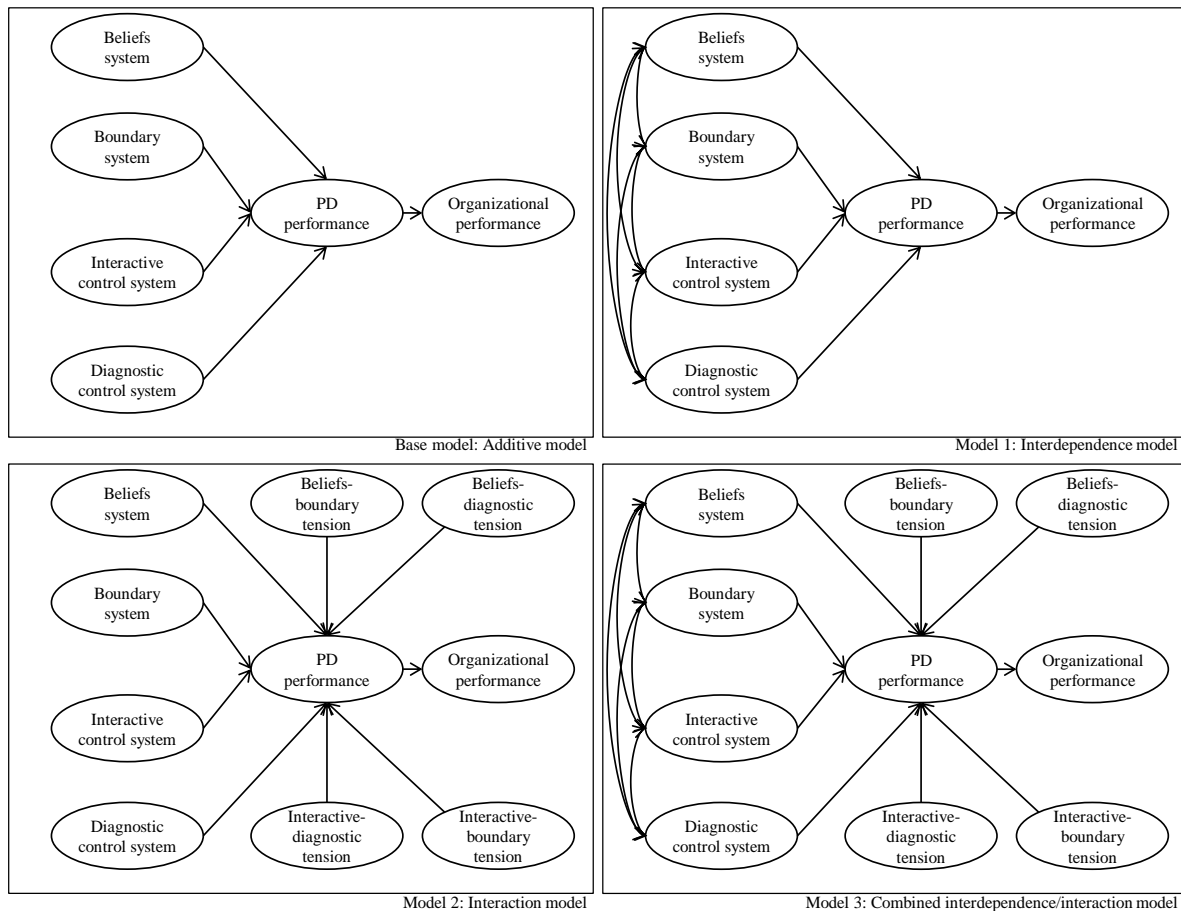 Beliefs
system
Boundary
system
PD
performance
Organizational
performance
Interactive
control system
Diagnostic
control system
Base model: Additive model
Beliefs
system
Boundary
system
PD
performance
Organizational
performance
Interactive
control system
Diagnostic
control system
Model 1: Interdependence model
Beliefs
system
Beliefs-
boundary
tension
Beliefs-
diagnostic
tension
Boundary
system
PD
performance
Organizational
performance
Interactive
control system
Diagnostic
control system
Interactive-
diagnostic
tension
Interactive-
boundary
tension
Model 2: Interaction model
Beliefs
system
Beliefs-
boundary
tension
Beliefs-
diagnostic
tension
Boundary
system
PD
performance
Organizational
performance
Interactive
control system
Diagnostic
control system
Interactive-
diagnostic
tension
Interactive-
boundary
tension
Model 3: Combined interdependence/interaction model